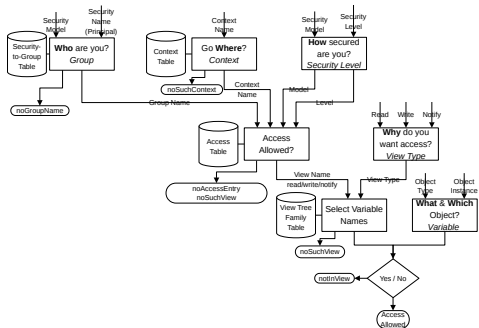 Security
Model
Security
Name
(Principal)
Context
Name
Security
Model
Security
Level
Security-
to-Group
Table
Who are you?
Group
Context
Table
Go Where?
Context
How secured
are you?
Security Level
noGroupName
noSuchContext
Context
Name
Model
Group Name
Level
Read
Write
Notify
Access
Table
Access
Allowed?
Why do you
want access?
View Type
noAccessEntry
noSuchView
View Name
read/write/notify
View Type
Object
Type
Object
Instance
View Tree
Family
Table
Select Variable
Names
What & Which
Object?
Variable
noSuchView
notInView
Yes / No
Access
Allowed